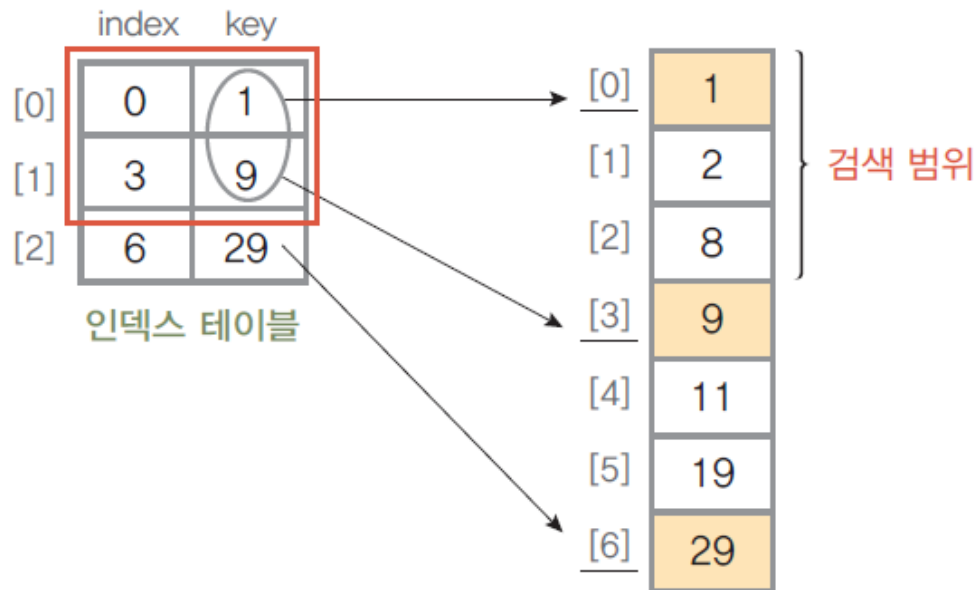 index key
[0] 0 1
[1] 3 9
[2] 6 29
인덱스 테이블
[0] 1
[1] 2
[2] 8
[3] 9
[4] 11
[5] 19
[6] 29
검색 범위